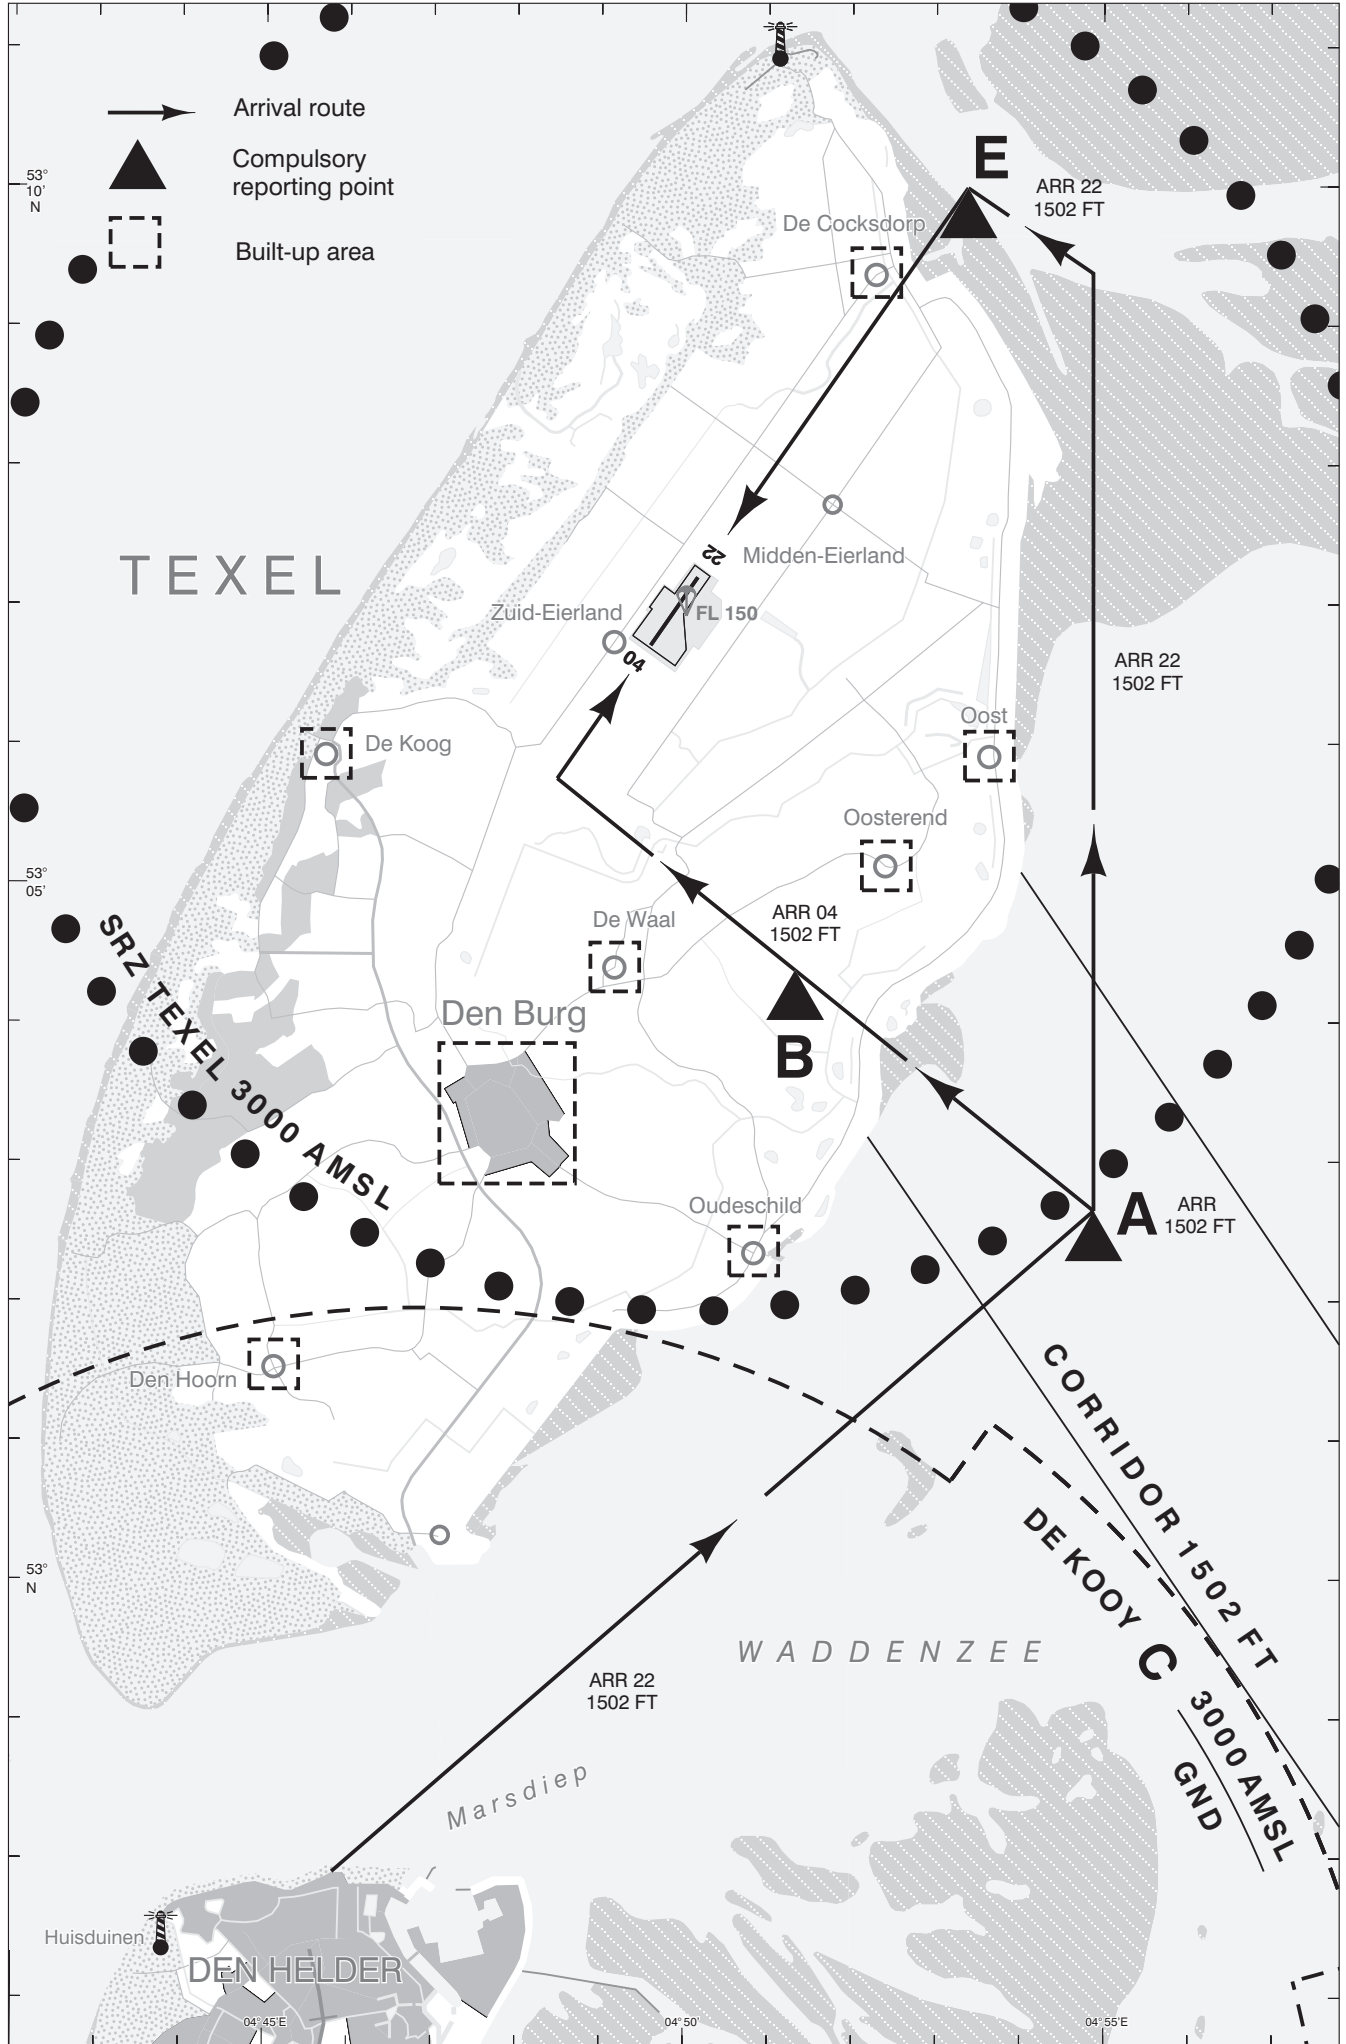 Arrival route
Compulsory
reporting point
Built-up area
53°
10'
N
E
ARR 22
1502 FT
De Cocksdorp
TEXEL
22
Midden-Eierland
Zuid-Eierland
FL 150
04
ARR 22
1502 FT
De Koog
Oost
Oosterend
53°
05'
ARR 04
1502 FT
De Waal
SRZ TEXEL 3000 AMSL
Den Burg
B
Oudeschild
A
ARR
1502 FT
Den Hoorn
CORRIDOR 1502 FT
DE KOOY C 3000 AMSL
GND
53°
N
WADDENZEE
ARR 22
1502 FT
Marsdiep
Huisduinen
DEN HELDER
04°45'E
04°50'
04°55'E